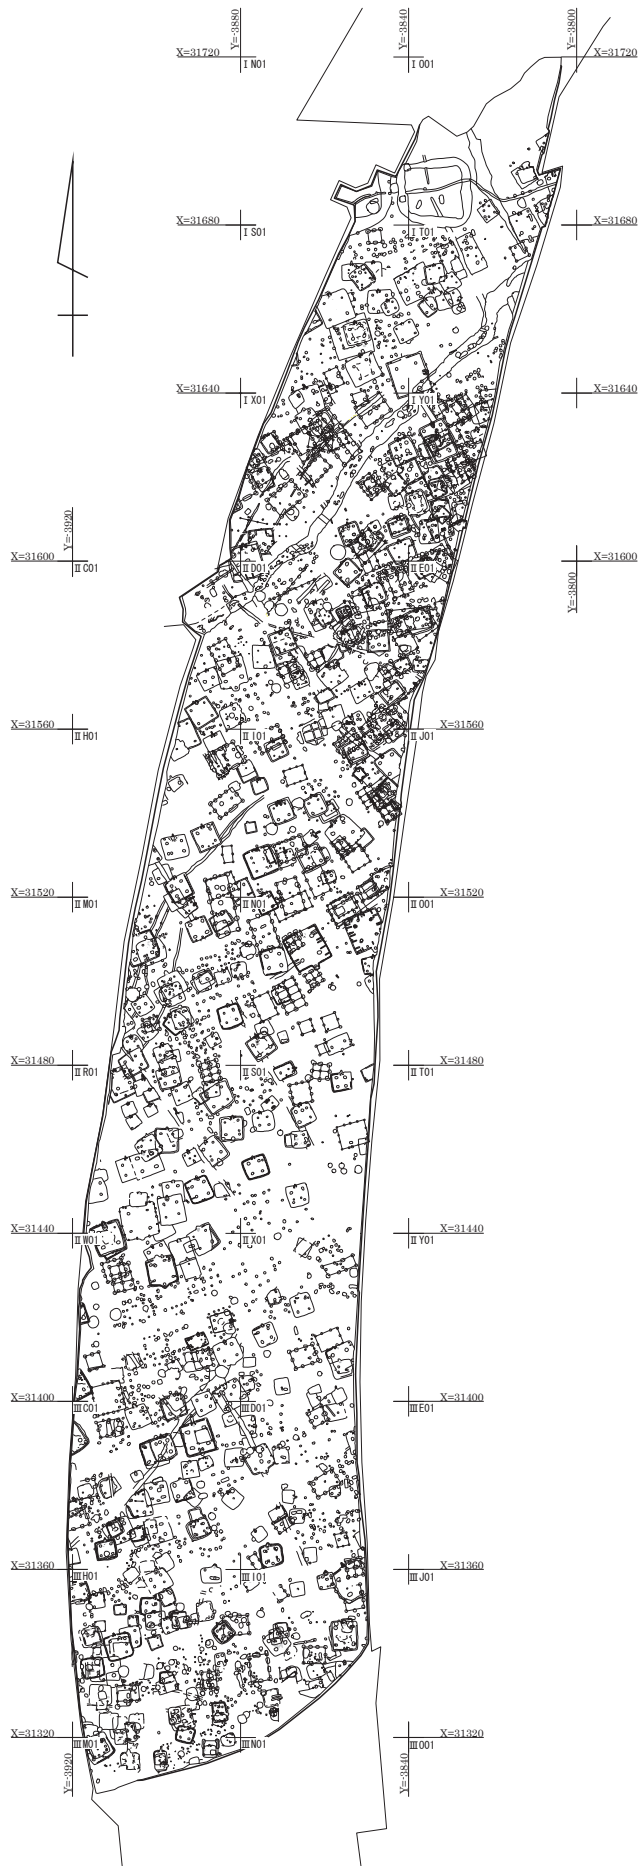 Y=-3880
Y=-3840
Y=-3800
X=31720
X=31720
I N01
I O01
X=31680
X=31680
I S01
I T01
X=31640
X=31640
I X01
I Y01
Y=-3920
X=31600
X=31600
II C01
II D01
II E01
Y=-3800
X=31560
X=31560
II H01
II I01
II J01
X=31520
X=31520
II M01
II N01
II O01
X=31480
X=31480
II R01
II S01
II T01
X=31440
X=31440
II W01
II X01
II Y01
X=31400
X=31400
III C01
III D01
III E01
X=31360
X=31360
III H01
III I01
III J01
X=31320
X=31320
III M01
III N01
III O01
Y=-3920
Y=-3840